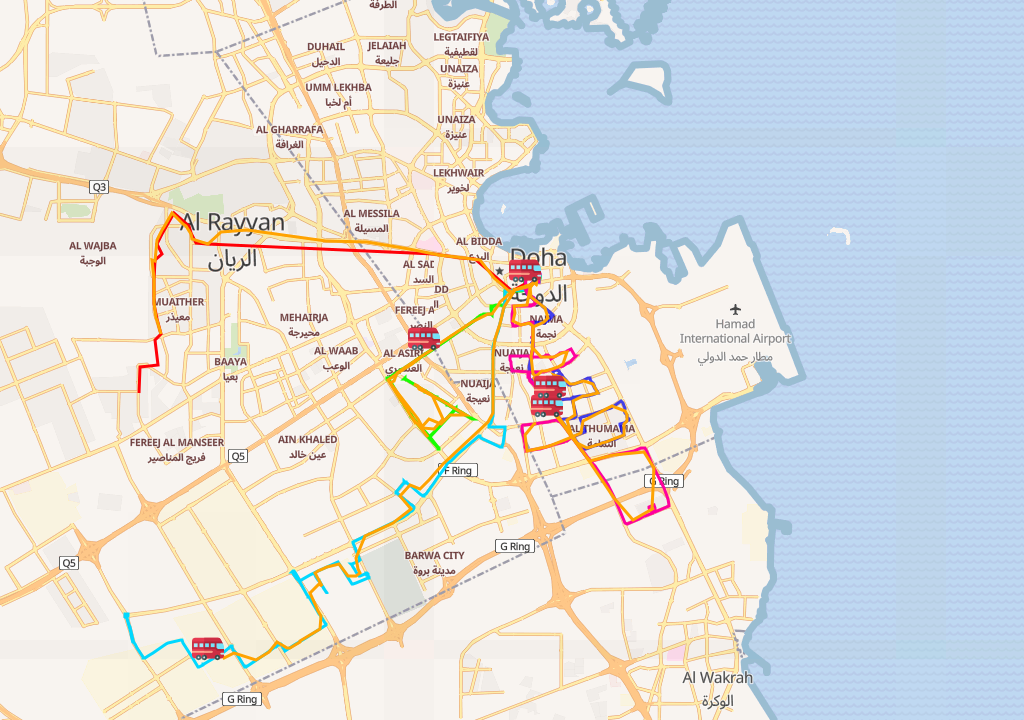 الطرفة
LEGTAIFIYA
لقطيفية
DUHAIL
الدحيل
JELAIAH
جليعة
UNAIZA
عنيزة
UMM LEKHBA
أم لخبا
UNAIZA
عنيزة
AL GHARRAFA
الغرافة
LEKHWAIR
لخوير
Q3
Al Rayyan
الريان
AL MESSILA
المسيلة
AL WAJBA
الوجبة
AL BIDDA
البدع
Doha
الدوحة
AL SAD
السد
DD
MUAITHER
معيذر
FEREEJ A
النصر
MEHAIRJA
محيرجة
NAJMA
نجمة
Hamad
International Airport
مطار حمد الدولي
AL WAAB
الوعب
AL ASIRI
العسيري
NUAIJA
نعيجة
BAAYA
بعيا
NUAIJA
نعيجة
AL THUMAMA
الثمامة
FEREEJ AL MANSEER
فريج المناصير
AIN KHALED
عين خالد
Q5
F Ring
G Ring
G Ring
BARWA CITY
مدينة بروة
Q5
Al Wakrah
الوكرة
G Ring